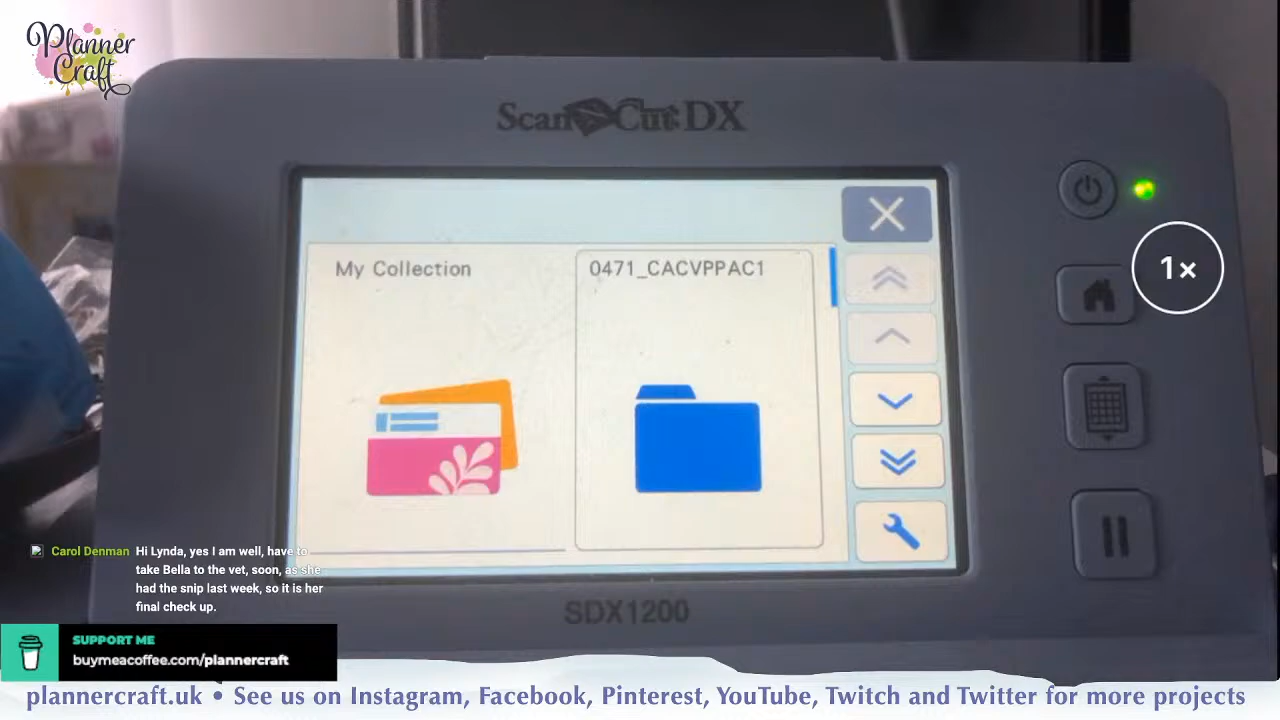 Planner
Craft
ScanNCut DX
My Collection
0471_CACVPPAC1
1×
Carol Denman Hi Lynda, yes I am well, have to
take Bella to the vet, soon, as she
had the snip last week, so it is her
final check up.
SDX1200
SUPPORT ME
buymeacoffee.com/plannercraft
plannercraft.uk • See us on Instagram, Facebook, Pinterest, YouTube, Twitch and Twitter for more projects